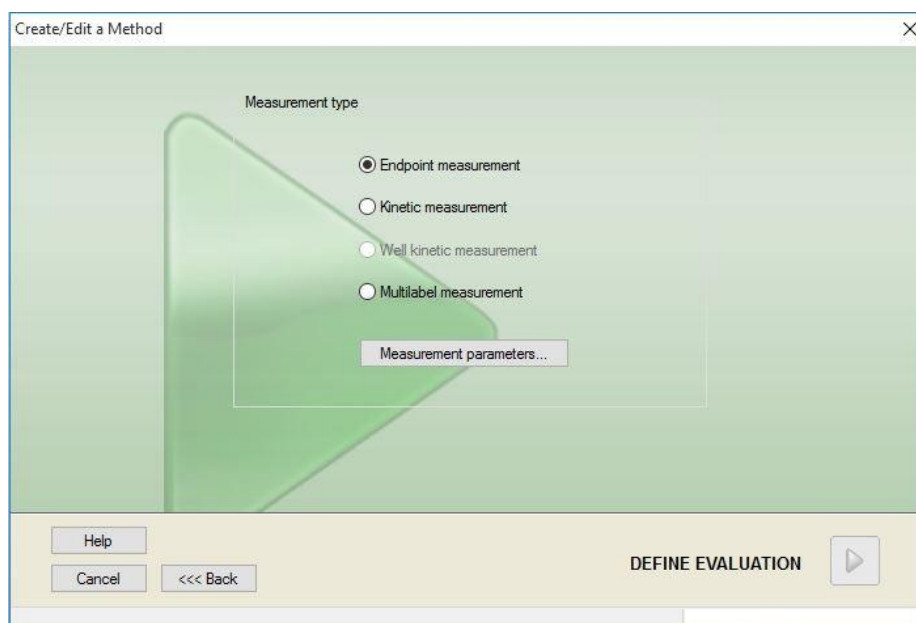 Create/Edit a Method
Measurement type
Endpoint measurement
Kinetic measurement
Well kinetic measurement
Multilabel measurement
Measurement parameters...
Help
Cancel
<<< Back
DEFINE EVALUATION